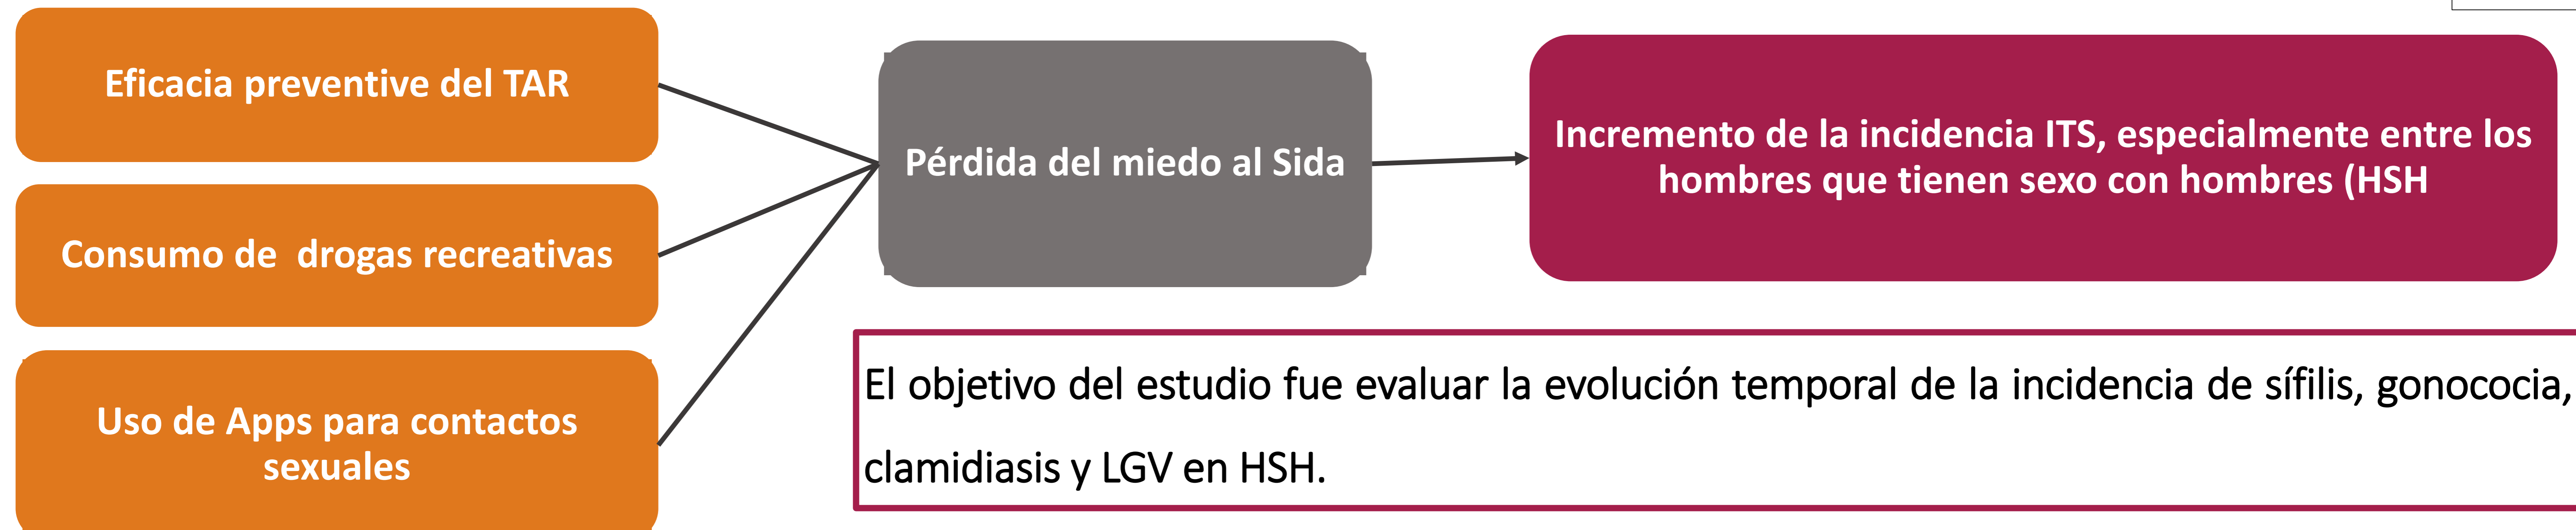 Eficacia preventive del TAR
Consumo de drogas recreativas
Uso de Apps para contactos
sexuales
Pérdida del miedo al Sida
Incremento de la incidencia ITS, especialmente entre los
hombres que tienen sexo con hombres (HSH
El objetivo del estudio fue evaluar la evolución temporal de la incidencia de sífilis, gonococia,
clamidiasis y LGV en HSH.